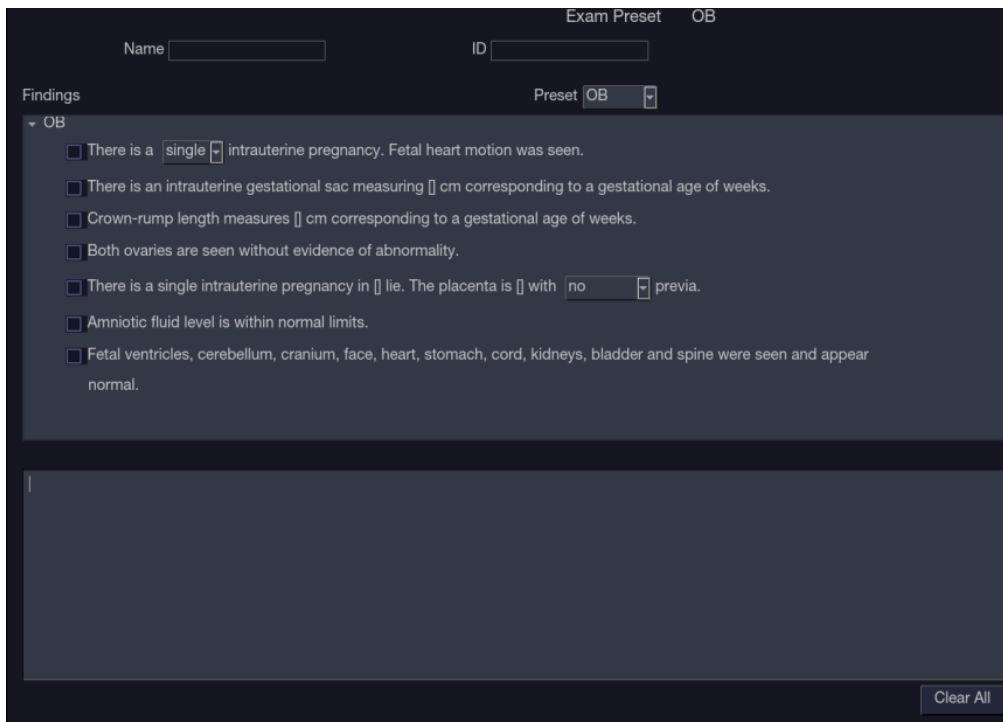 Exam Preset OB
Name ID
Findings Preset OB
OB
There is a single intrauterine pregnancy. Fetal heart motion was seen.
There is an intrauterine gestational sac measuring [] cm corresponding to a gestational age of weeks.
Crown-rump length measures [] cm corresponding to a gestational age of weeks.
Both ovaries are seen without evidence of abnormality.
There is a single intrauterine pregnancy in [] lie. The placenta is [] with no previa.
Amniotic fluid level is within normal limits.
Fetal ventricles, cerebellum, cranium, face, heart, stomach, cord, kidneys, bladder and spine were seen and appear
normal.
Clear All